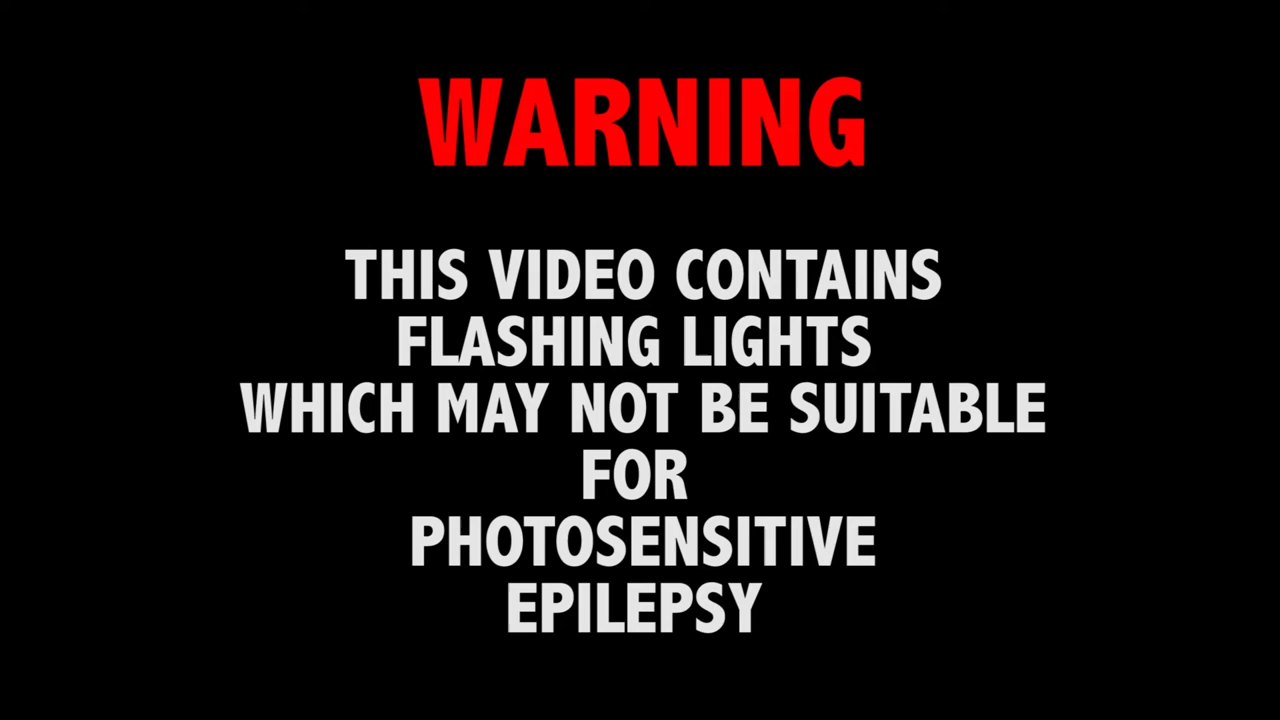 WARNING
THIS VIDEO CONTAINS
FLASHING LIGHTS
WHICH MAY NOT BE SUITABLE
FOR
PHOTOSENSITIVE
EPILEPSY